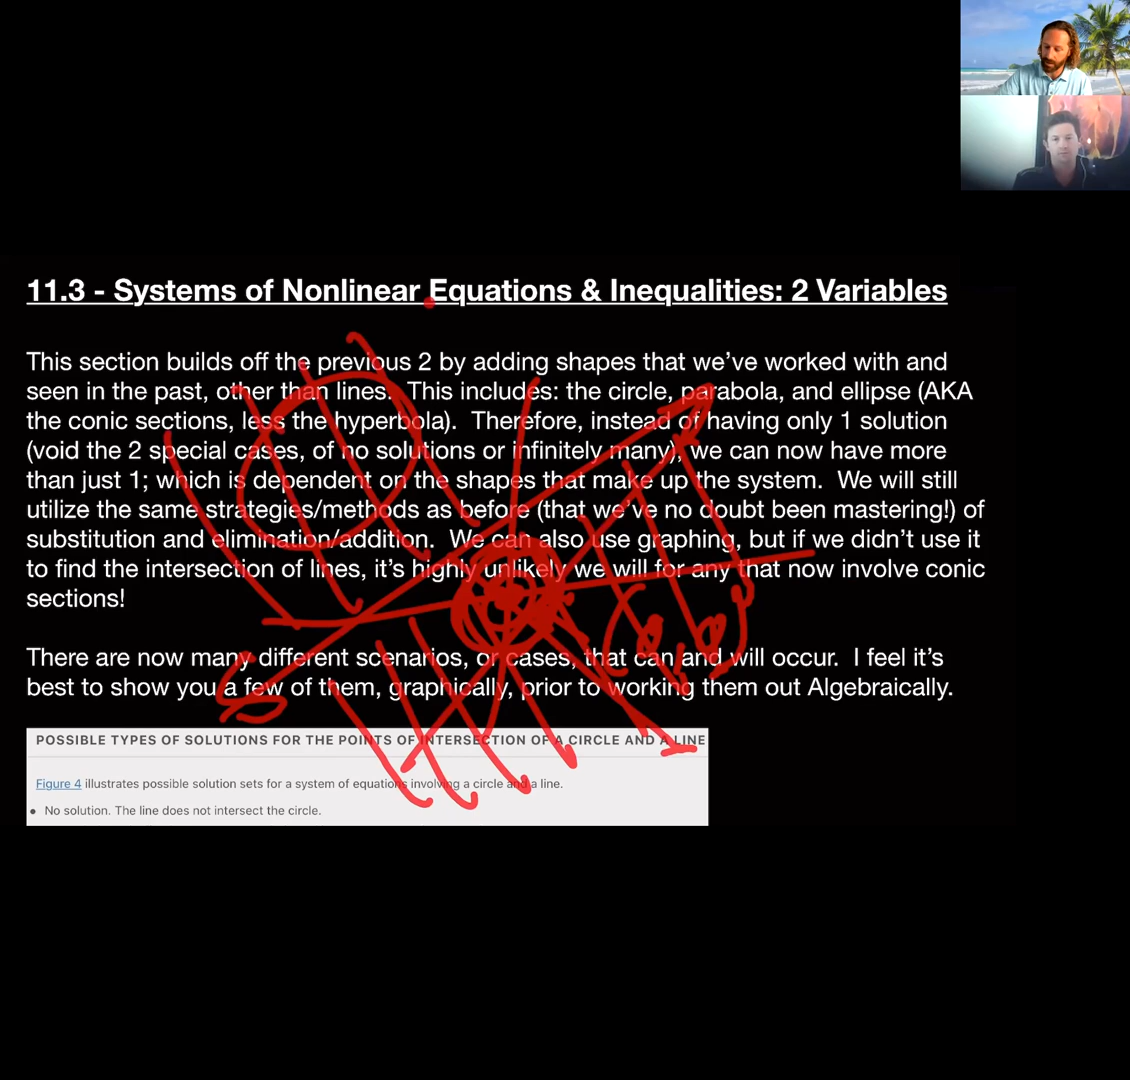 11.3 - Systems of Nonlinear Equations & Inequalities: 2 Variables
This section builds off the previous 2 by adding shapes that we've worked with and
seen in the past, other than lines.  This includes: the circle, parabola, and ellipse (AKA
the conic sections, less the hyperbola).  Therefore, instead of having only 1 solution
(void the 2 special cases, of no solutions or infinitely many), we can now have more
than just 1; which is dependent on the shapes that make up the system.  We will still
utilize the same strategies/methods as before (that we've no doubt been mastering!) of
substitution and elimination/addition.  We can also use graphing, but if we didn't use it
to find the intersection of lines, it's highly unlikely we will for any that now involve conic
sections!
There are now many different scenarios, or cases, that can and will occur.  I feel it's
best to show you a few of them, graphically, prior to working them out Algebraically.
POSSIBLE TYPES OF SOLUTIONS FOR THE POINTS OF INTERSECTION OF A CIRCLE AND A LINE
Figure 4 illustrates possible solution sets for a system of equations involving a circle and a line.
• No solution. The line does not intersect the circle.